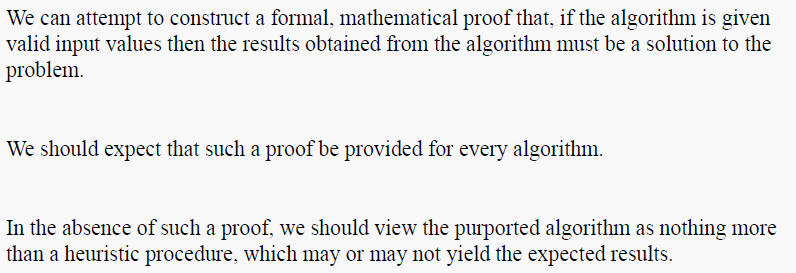 We can attempt to construct a formal, mathematical proof that, if the algorithm is given
valid input values then the results obtained from the algorithm must be a solution to the
problem.
We should expect that such a proof be provided for every algorithm.
In the absence of such a proof, we should view the purported algorithm as nothing more
than a heuristic procedure, which may or may not yield the expected results.